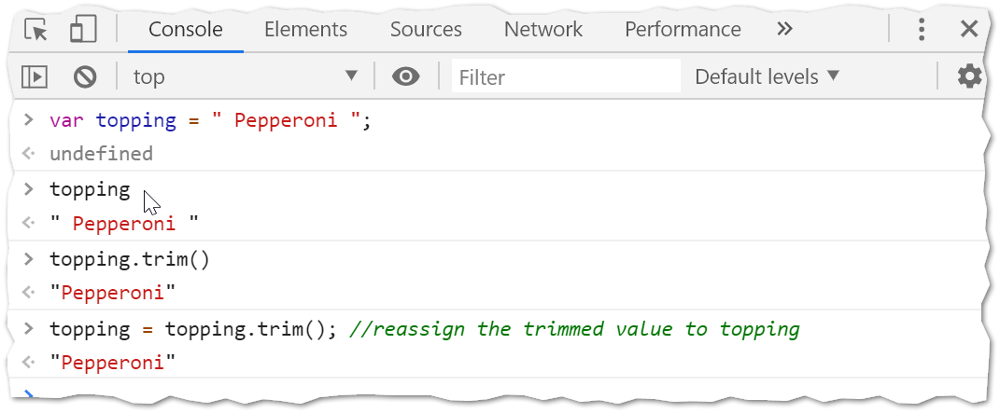 Console Elements Sources Network Performance »
top ▼ Filter Default levels ▼
> var topping = " Pepperoni ";
<· undefined
> topping
<· " Pepperoni "
> topping.trim()
<· "Pepperoni"
> topping = topping.trim(); //reassign the trimmed value to topping
<· "Pepperoni"
>